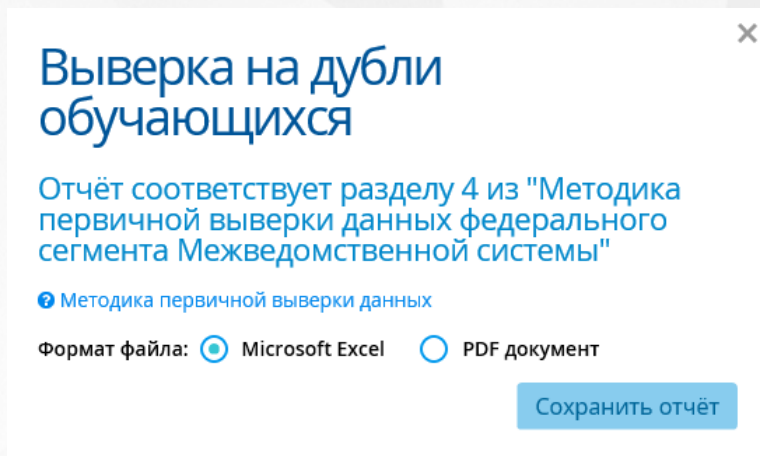 Выверка на дубли
обучающихся
Отчёт соответствует разделу 4 из "Методика
первичной выверки данных федерального
сегмента Межведомственной системы"
Методика первичной выверки данных
Формат файла: Microsoft Excel PDF документ
Сохранить отчёт